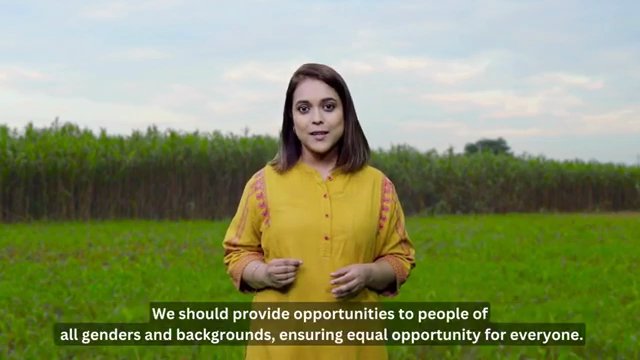 We should provide opportunities to people of
all genders and backgrounds, ensuring equal opportunity for everyone.